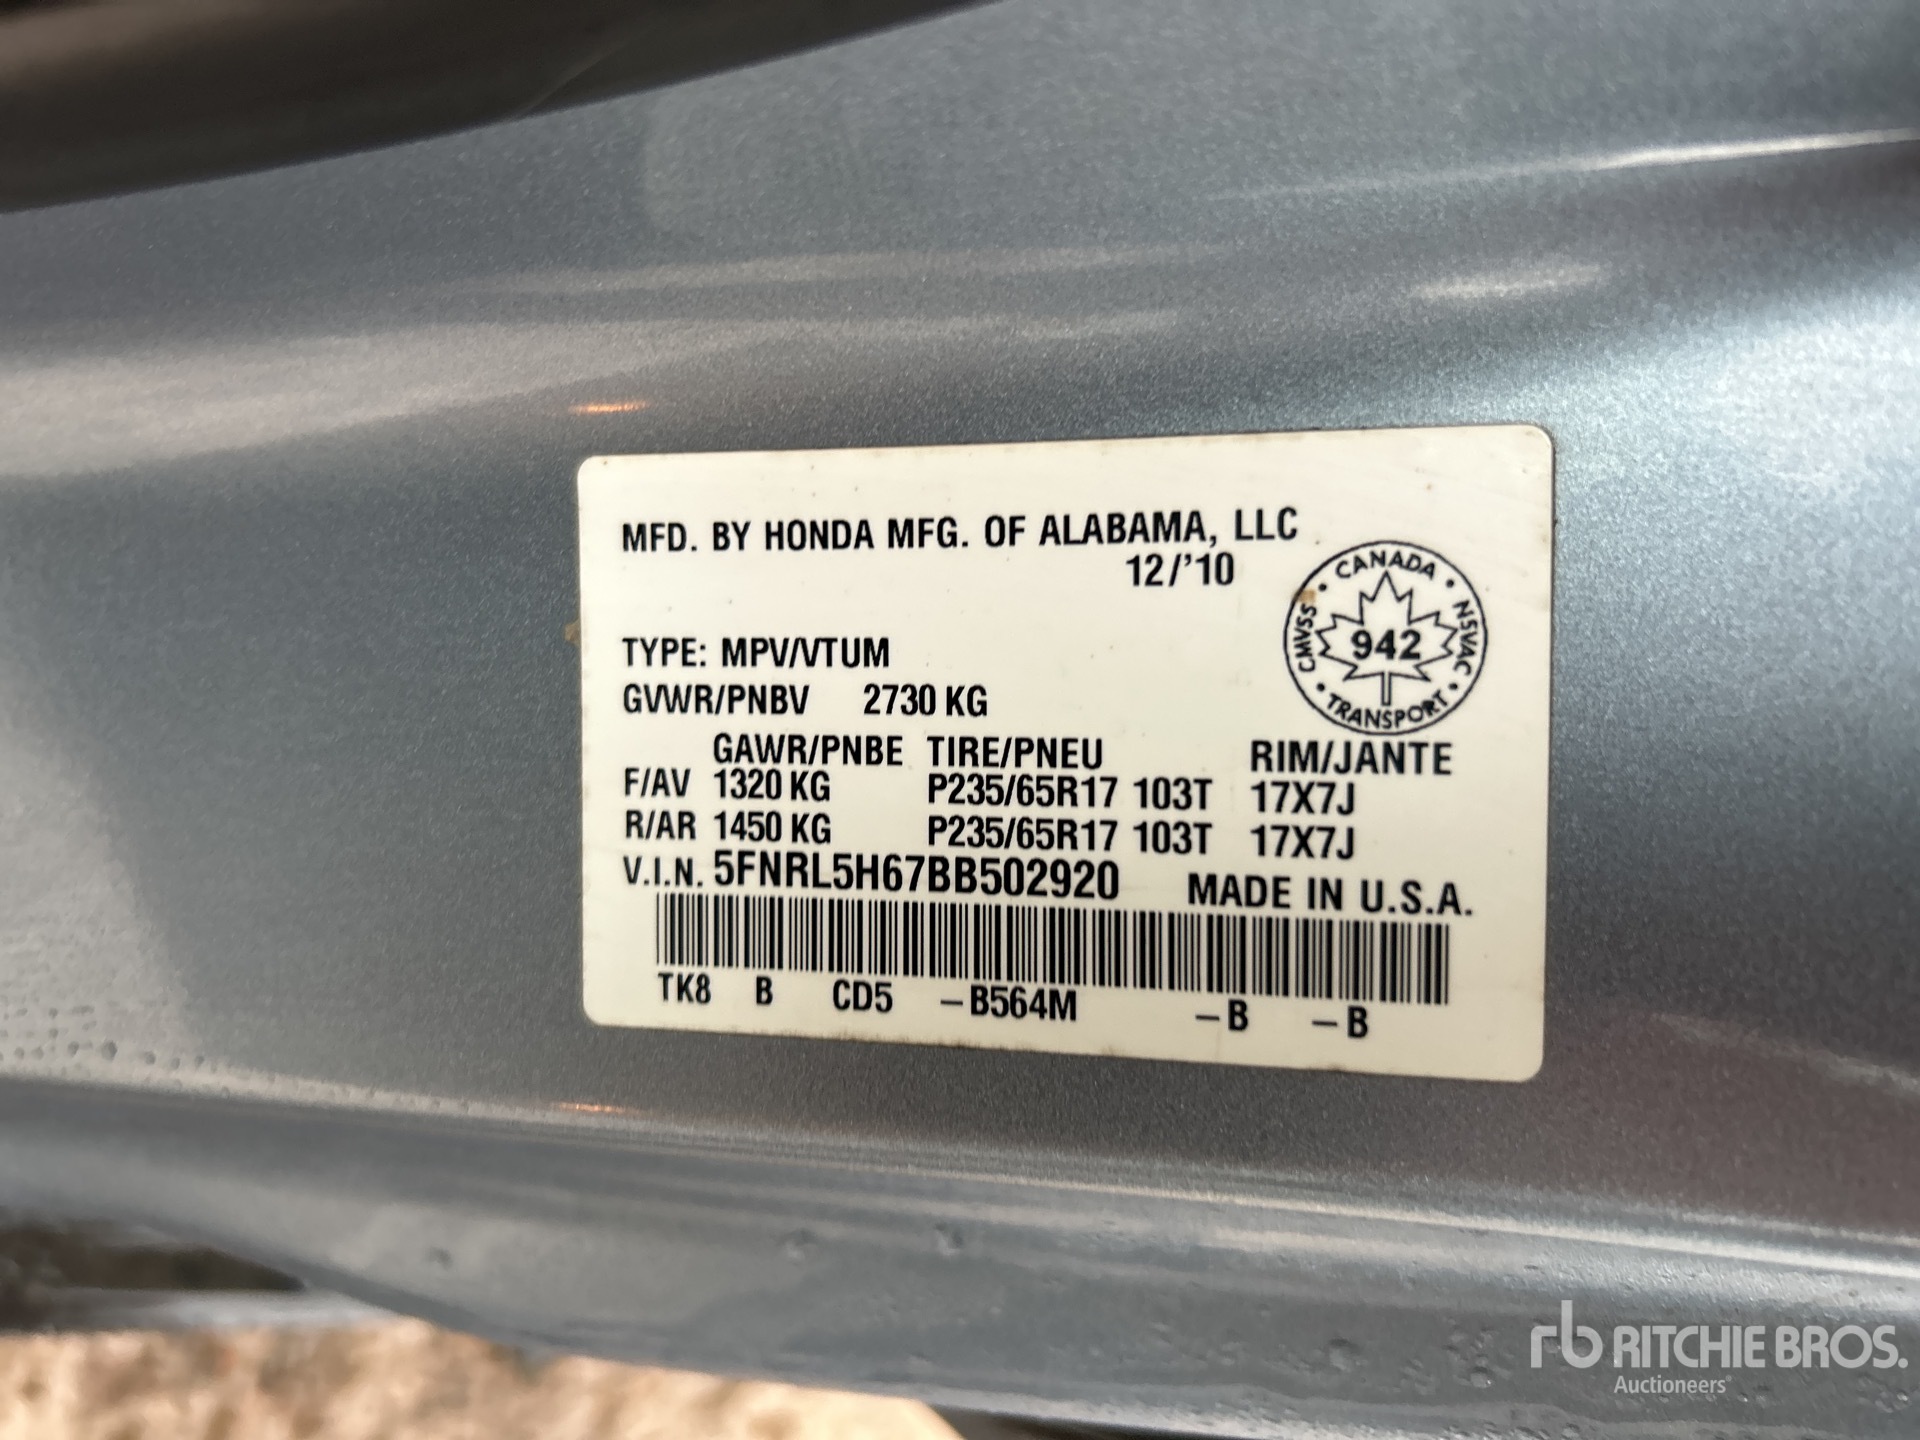 MFD. BY HONDA MFG. OF ALABAMA, LLC
12/'10
CANADA
CMVSS
NSVAC
942
TRANSPORT
TYPE: MPV/VTUM
GVWR/PNBV 2730 KG
GAWR/PNBE TIRE/PNEU RIM/JANTE
F/AV 1320 KG P235/65R17 103T 17X7J
R/AR 1450 KG P235/65R17 103T 17X7J
V.I.N. 5FNRL5H67BB502920 MADE IN U.S.A.
TK8 B CD5 –B564M –B –B
rb RITCHIE BROS.
Auctioneers